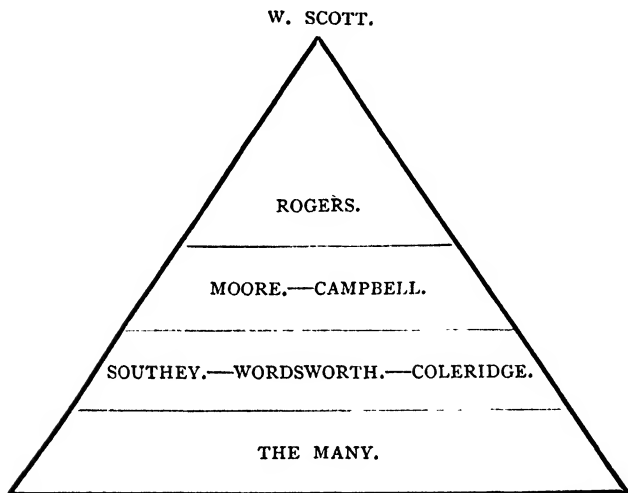 W. SCOTT.
ROGERS.
MOORE.—CAMPBELL.
SOUTHEY.—WORDSWORTH.—COLERIDGE.
THE MANY.